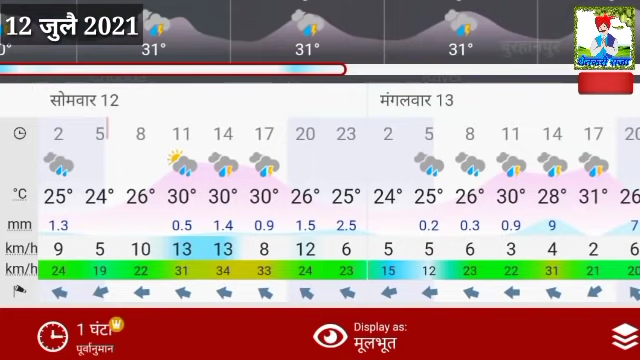 12 जुलै 2021
0° 31° 31° 31°
बुरहानपुर
शेतकरी राजा
सोमवार 12 मंगलवार 13
2 5 8 11 14 17 20 23 2 5 8 11 14 17 20
°C 25° 24° 26° 30° 30° 30° 26° 25° 24° 25° 26° 30° 28° 31° 26
mm 1.3 0.5 1.4 0.9 1.5 2.5 0.2 0.3 0.9 9 7
km/h 9 5 10 13 13 8 12 6 5 5 6 3 4 2 6
km/h 24 19 22 31 34 33 24 23 15 12 23 22 31 21 20
1 घंटा
पूर्वानुमान
Display as:
मूलभूत